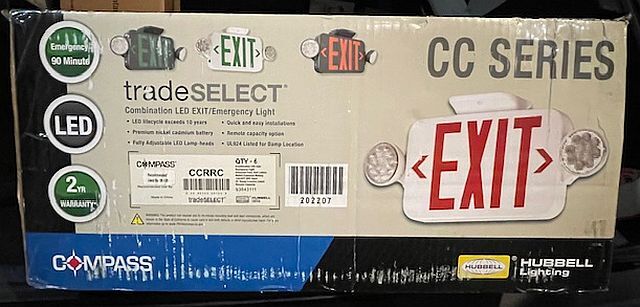 Emergency
90 Minute
LED
2 YR
WARRANTY
EXIT
EXIT
EXIT
CC SERIES
tradeSELECT®
Combination LED EXIT/Emergency Light
• LED lifecycle exceeds 10 years
• Premium nickel cadmium battery
• Fully Adjustable LED Lamp-heads
• Quick and easy installations
• Remote capacity option
• UL924 Listed for Damp Location
COMPASS
CCRRC
tradeSELECT
QTY - 6
HUBBELL
202207
EXIT
COMPASS®
HUBBELL
HUBBELL
Lighting